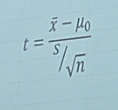 t = x̄ − μ₀ / s/√n